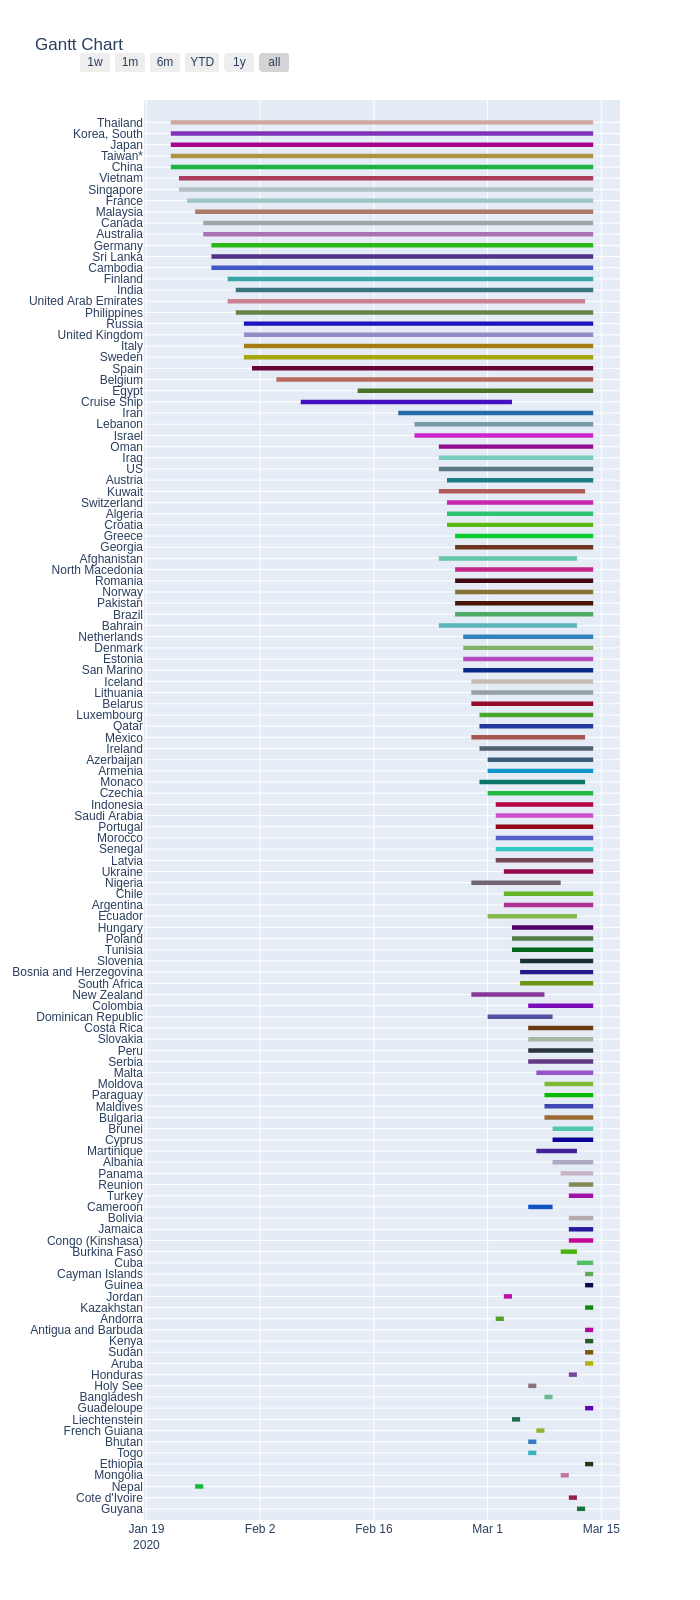 Gantt Chart
1w 1m 6m YTD 1y all
Thailand
Korea, South
Japan
Taiwan*
China
Vietnam
Singapore
France
Malaysia
Canada
Australia
Germany
Sri Lanka
Cambodia
Finland
India
United Arab Emirates
Philippines
Russia
United Kingdom
Italy
Sweden
Spain
Belgium
Egypt
Cruise Ship
Iran
Lebanon
Israel
Oman
Iraq
US
Austria
Kuwait
Switzerland
Algeria
Croatia
Greece
Georgia
Afghanistan
North Macedonia
Romania
Norway
Pakistan
Brazil
Bahrain
Netherlands
Denmark
Estonia
San Marino
Iceland
Lithuania
Belarus
Luxembourg
Qatar
Mexico
Ireland
Azerbaijan
Armenia
Monaco
Czechia
Indonesia
Saudi Arabia
Portugal
Morocco
Senegal
Latvia
Ukraine
Nigeria
Chile
Argentina
Ecuador
Hungary
Poland
Tunisia
Slovenia
Bosnia and Herzegovina
South Africa
New Zealand
Colombia
Dominican Republic
Costa Rica
Slovakia
Peru
Serbia
Malta
Moldova
Paraguay
Maldives
Bulgaria
Brunei
Cyprus
Martinique
Albania
Panama
Reunion
Turkey
Cameroon
Bolivia
Jamaica
Congo (Kinshasa)
Burkina Faso
Cuba
Cayman Islands
Guinea
Jordan
Kazakhstan
Andorra
Antigua and Barbuda
Kenya
Sudan
Aruba
Honduras
Holy See
Bangladesh
Guadeloupe
Liechtenstein
French Guiana
Bhutan
Togo
Ethiopia
Mongolia
Nepal
Cote d'Ivoire
Guyana
Jan 19 Feb 2 Feb 16 Mar 1 Mar 15
2020